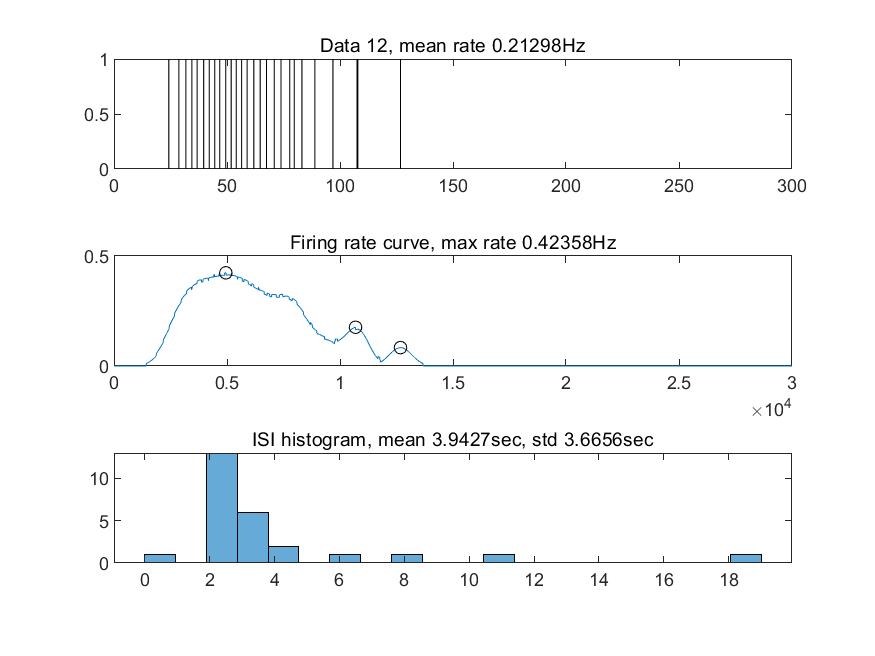 Data 12, mean rate 0.21298Hz
1
0.5
0
0 50 100 150 200 250 300
Firing rate curve, max rate 0.42358Hz
0.5
0
0 0.5 1 1.5 2 2.5 3
×10^4
ISI histogram, mean 3.9427sec, std 3.6656sec
10
5
0
0 2 4 6 8 10 12 14 16 18